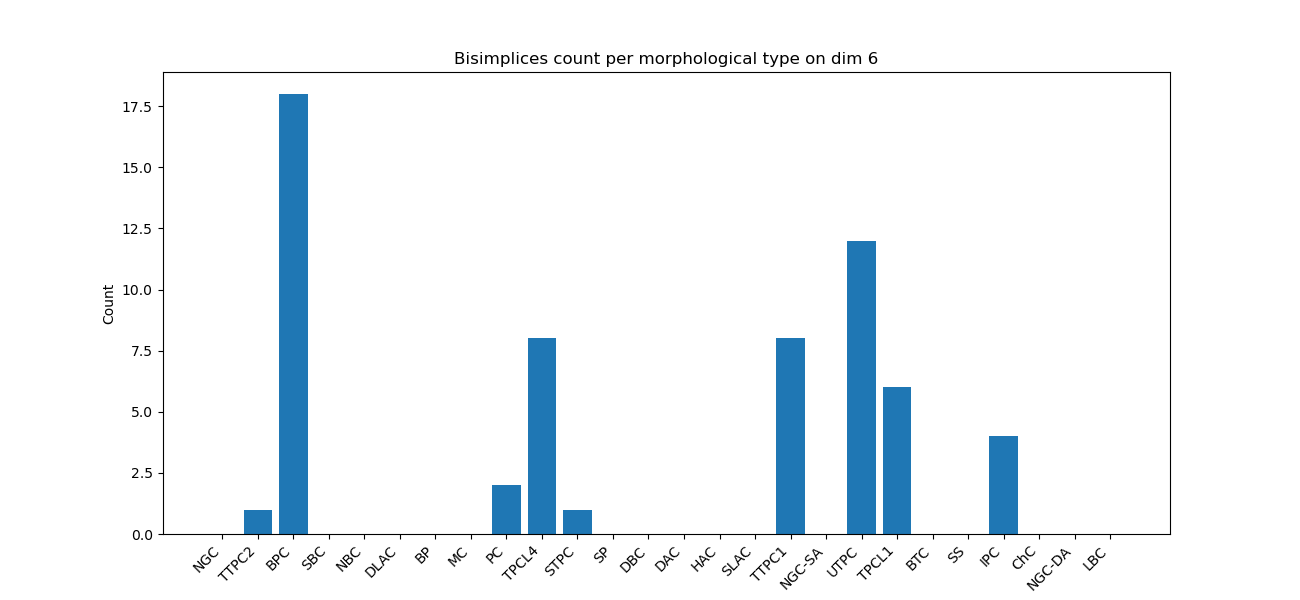 Bisimplices count per morphological type on dim 6
Count
17.5
15.0
12.5
10.0
7.5
5.0
2.5
0.0
NGC
TTPC2
BPC
SBC
NBC
DLAC
BP
MC
PC
TPCL4
STPC
SP
DBC
DAC
HAC
SLAC
TTPC1
NGC-SA
UTPC
TPCL1
BTC
SS
IPC
ChC
NGC-DA
LBC